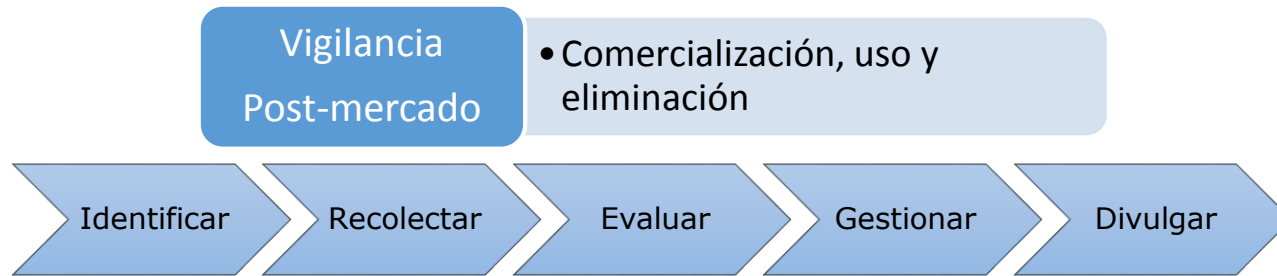 Vigilancia
Post-mercado
•Comercialización, uso y
eliminación
Identificar
Recolectar
Evaluar
Gestionar
Divulgar